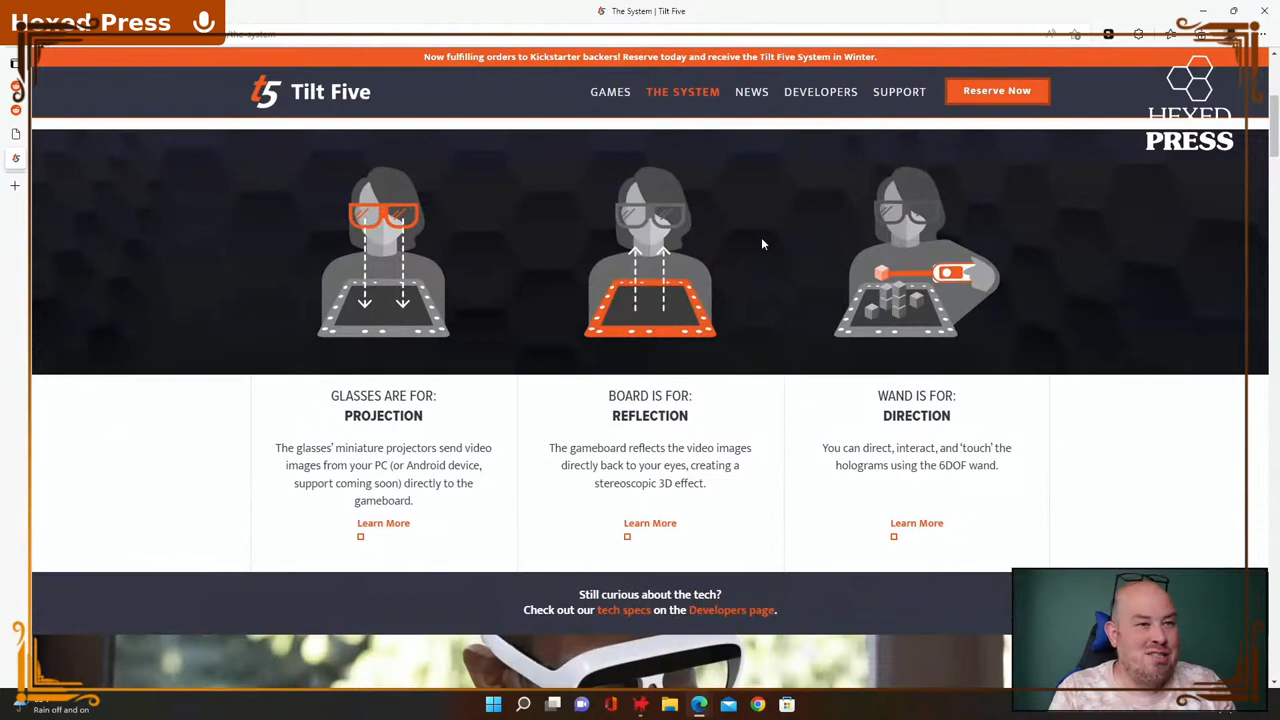 Hexed Press
The System | Tilt Five
/the-system
Now fulfilling orders to Kickstarter backers! Reserve today and receive the Tilt Five System in Winter.
t5 Tilt Five
GAMES THE SYSTEM NEWS DEVELOPERS SUPPORT Reserve Now
HEXED
PRESS
GLASSES ARE FOR:
PROJECTION
The glasses’ miniature projectors send video
images from your PC (or Android device,
support coming soon) directly to the
gameboard.
Learn More
BOARD IS FOR:
REFLECTION
The gameboard reflects the video images
directly back to your eyes, creating a
stereoscopic 3D effect.
Learn More
WAND IS FOR:
DIRECTION
You can direct, interact, and ‘touch’ the
holograms using the 6DOF wand.
Learn More
Still curious about the tech?
Check out our tech specs on the Developers page.
Rain off and on